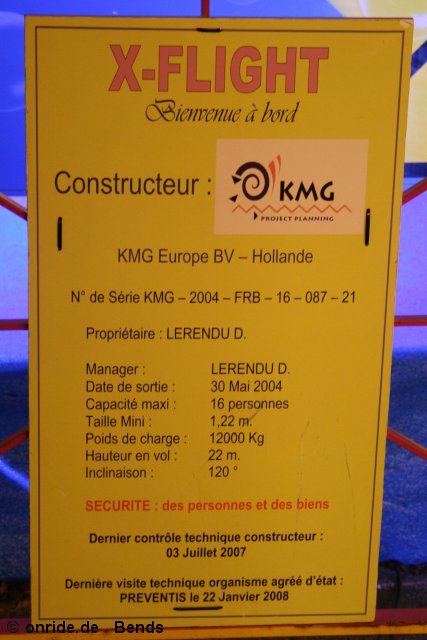 X-FLIGHT
Bienvenue à bord
Constructeur :
KMG
PROJECT PLANNING
KMG Europe BV – Hollande
N° de Série KMG – 2004 – FRB – 16 – 087 – 21
Propriétaire : LERENDU D.
Manager : LERENDU D.
Date de sortie : 30 Mai 2004
Capacité maxi : 16 personnes
Taille Mini : 1,22 m.
Poids de charge : 12000 Kg
Hauteur en vol : 22 m.
Inclinaison : 120 °
SECURITE : des personnes et des biens
Dernier contrôle technique constructeur :
03 Juillet 2007
Dernière visite technique organisme agréé d'état :
PREVENTIS le 22 Janvier 2008
© onride.de . Bends